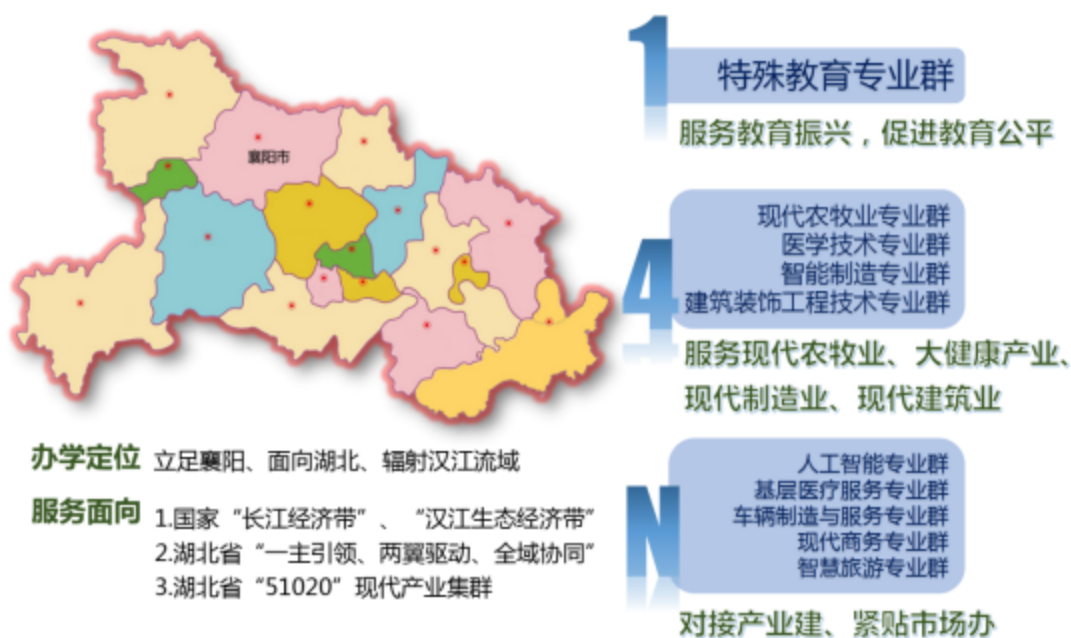 襄阳市
办学定位 立足襄阳、面向湖北、辐射汉江流域
服务面向 1.国家“长江经济带”、“汉江生态经济带”
2.湖北省“一主引领、两翼驱动、全域协同”
3.湖北省“51020”现代产业集群
1 特殊教育专业群
服务教育振兴，促进教育公平
4
现代农牧业专业群
医学技术专业群
智能制造专业群
建筑装饰工程技术专业群
服务现代农牧业、大健康产业、
现代制造业、现代建筑业
N
人工智能专业群
基层医疗服务专业群
车辆制造与服务专业群
现代商务专业群
智慧旅游专业群
对接产业建、紧贴市场办